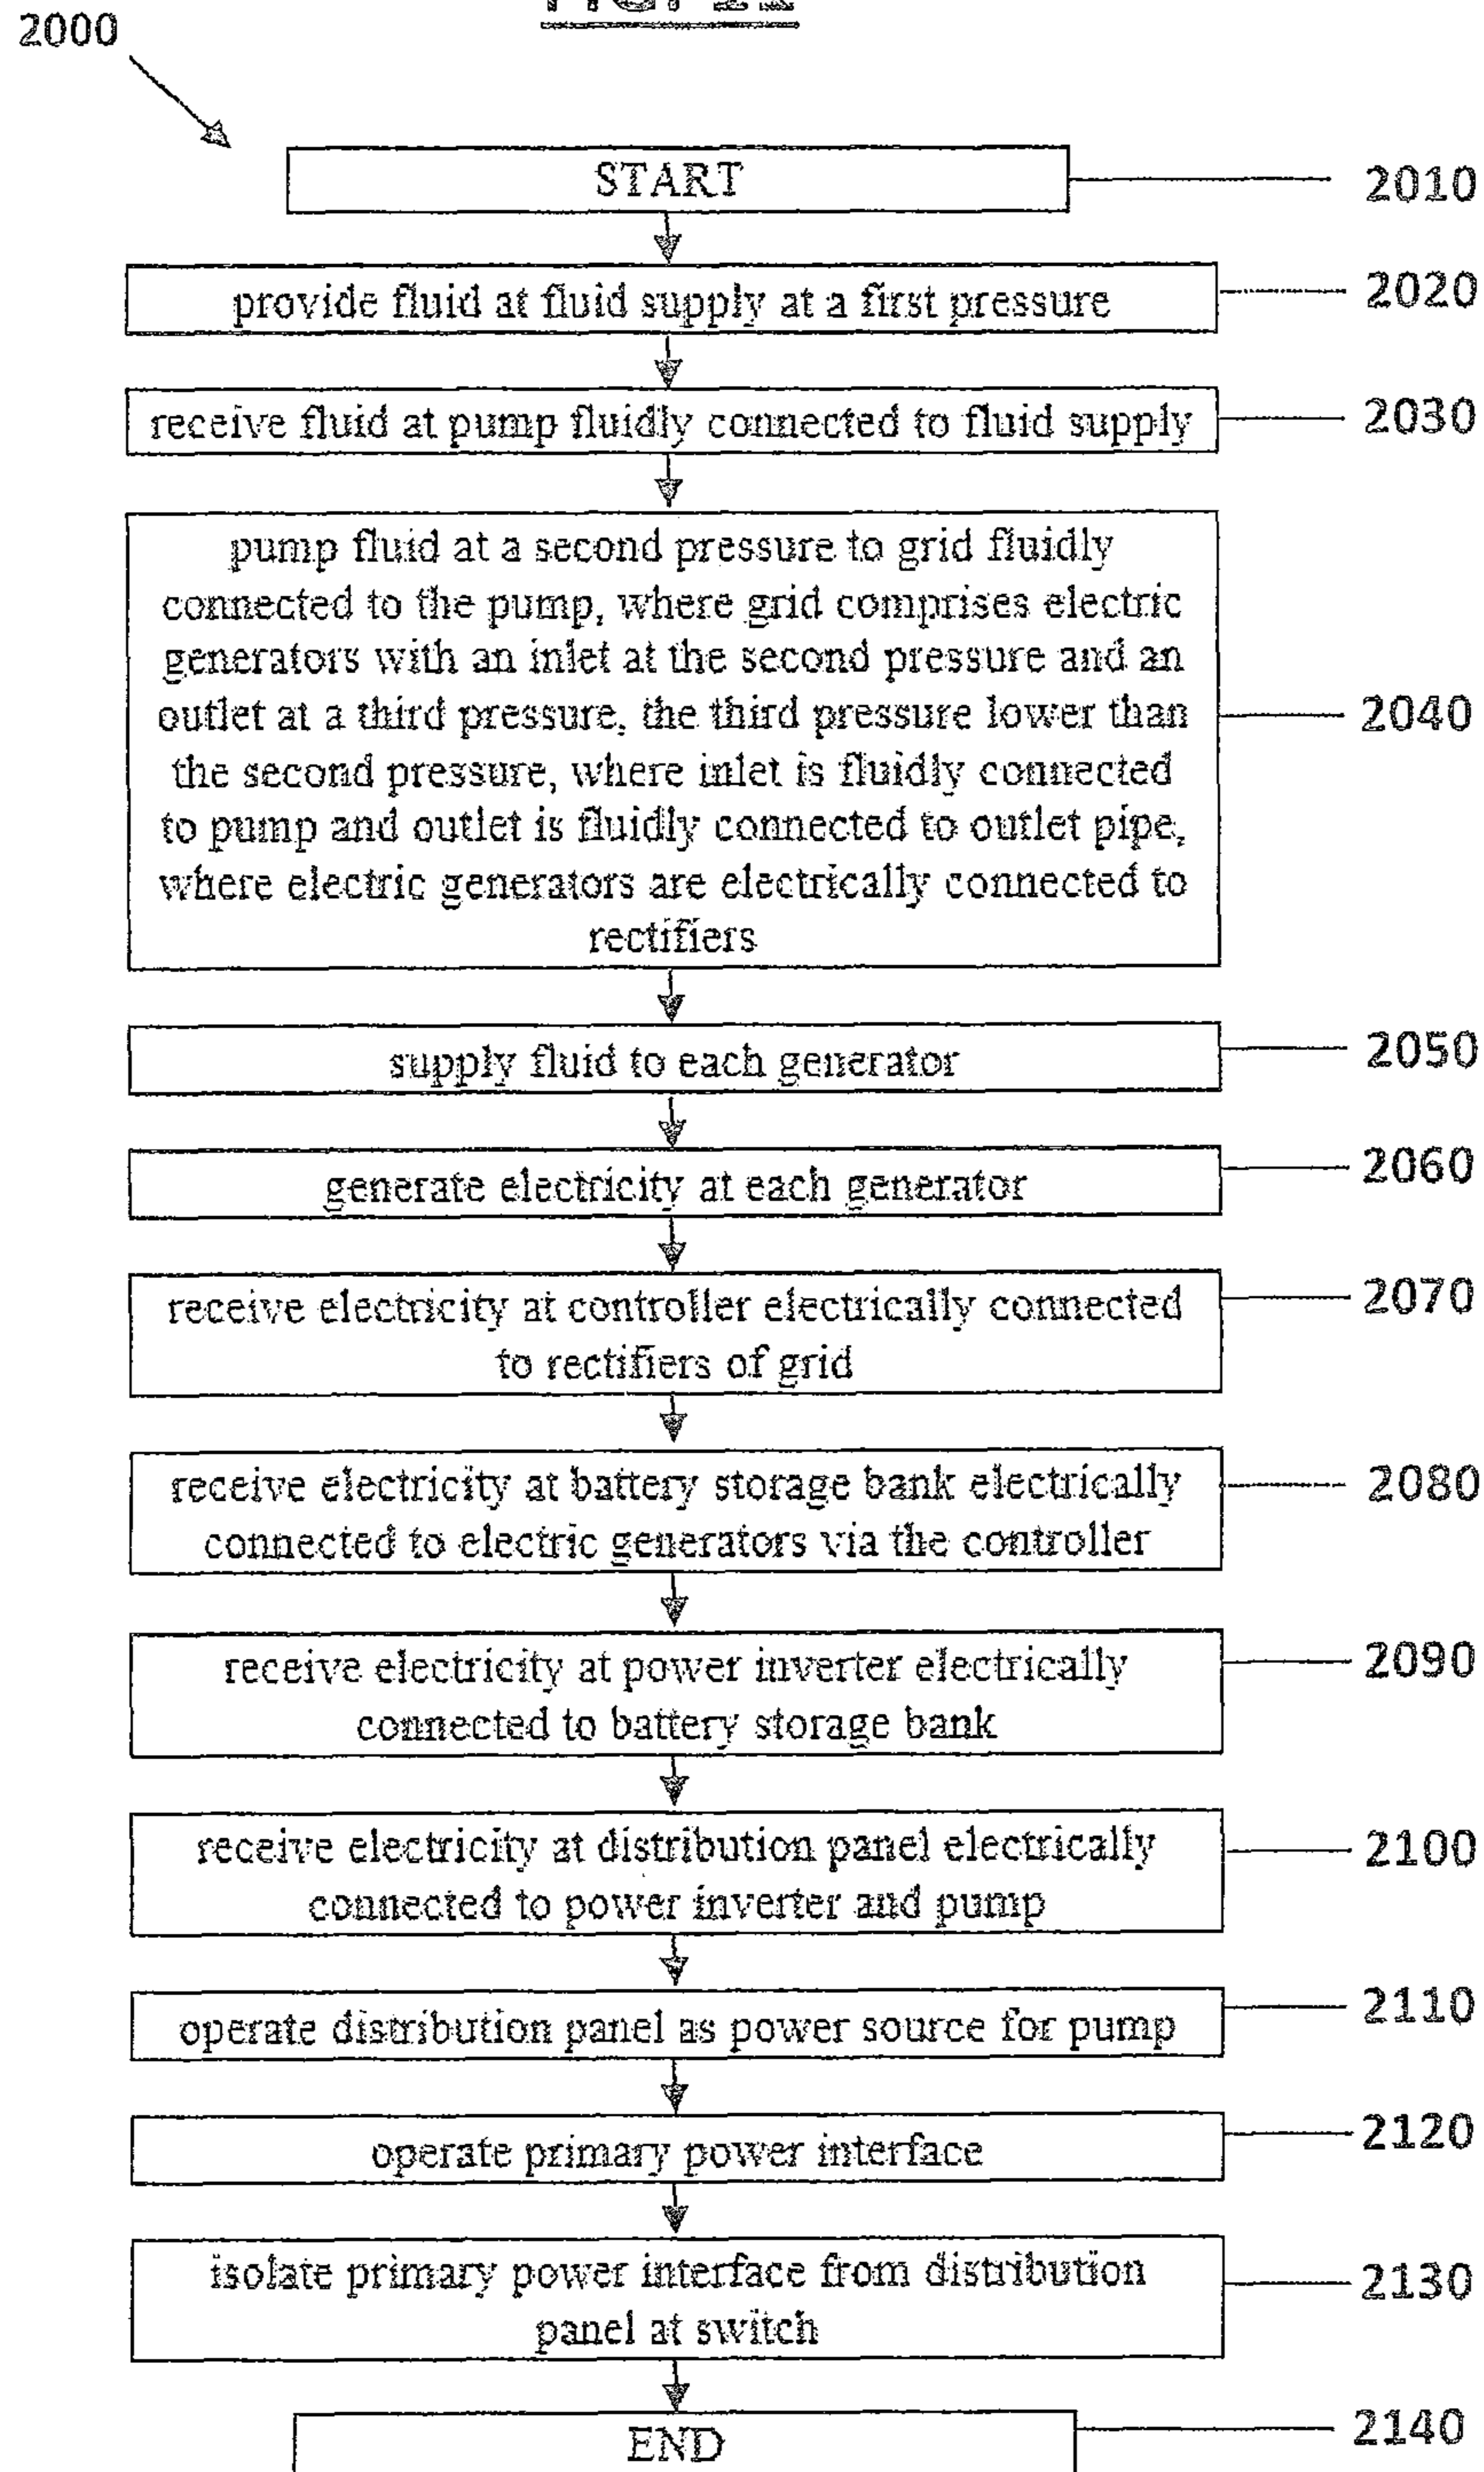 2000
START
2010
provide fluid at fluid supply at a first pressure
2020
receive fluid at pump fluidly connected to fluid supply
2030
pump fluid at a second pressure to grid fluidly
connected to the pump, where grid comprises electric
generators with an inlet at the second pressure and an
outlet at a third pressure, the third pressure lower than
the second pressure, where inlet is fluidly connected
to pump and outlet is fluidly connected to outlet pipe,
where electric generators are electrically connected to
rectifiers
2040
supply fluid to each generator
2050
generate electricity at each generator
2060
receive electricity at controller electrically connected
to rectifiers of grid
2070
receive electricity at battery storage bank electrically
connected to electric generators via the controller
2080
receive electricity at power inverter electrically
connected to battery storage bank
2090
receive electricity at distribution panel electrically
connected to power inverter and pump
2100
operate distribution panel as power source for pump
2110
operate primary power interface
2120
isolate primary power interface from distribution
panel at switch
2130
END
2140